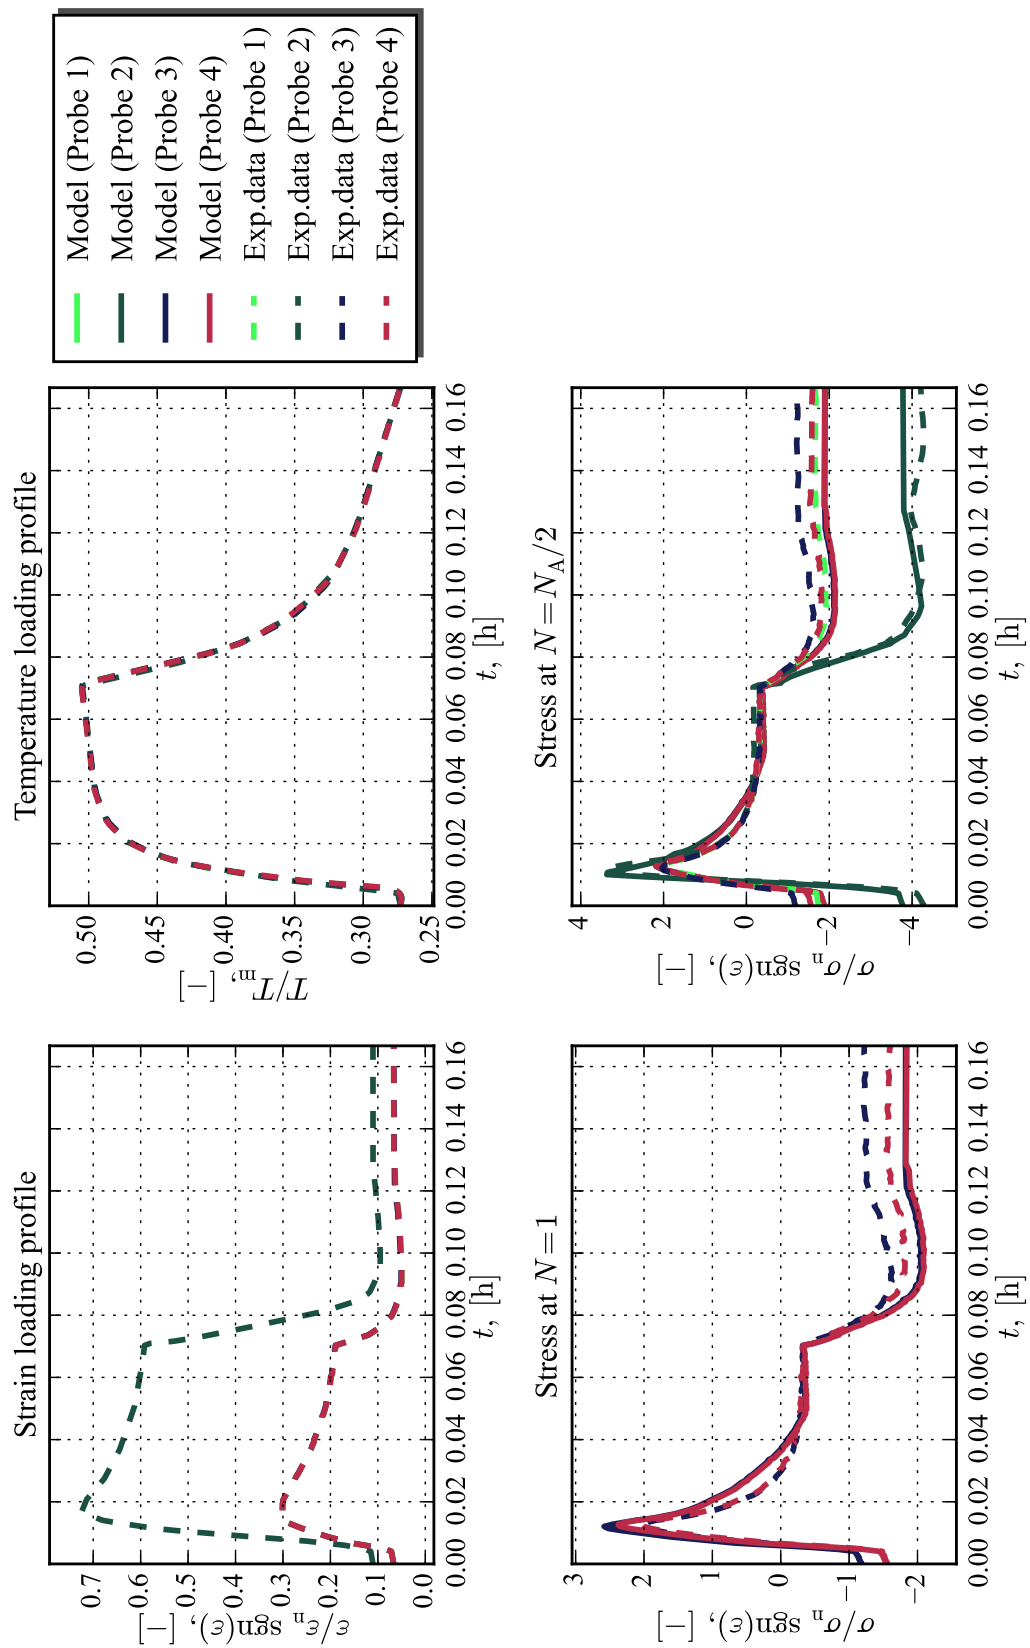 Strain loading profile
ε/ε_n sgn(ε), [−]
0.7
0.6
0.5
0.4
0.3
0.2
0.1
0.0
0.00 0.02 0.04 0.06 0.08 0.10 0.12 0.14 0.16
t, [h]
Temperature loading profile
T/T_m, [−]
0.50
0.45
0.40
0.35
0.30
0.25
0.00 0.02 0.04 0.06 0.08 0.10 0.12 0.14 0.16
t, [h]
Model (Probe 1)
Model (Probe 2)
Model (Probe 3)
Model (Probe 4)
Exp.data (Probe 1)
Exp.data (Probe 2)
Exp.data (Probe 3)
Exp.data (Probe 4)
Stress at N=1
σ/σ_n sgn(ε), [−]
3
2
1
0
−1
−2
0.00 0.02 0.04 0.06 0.08 0.10 0.12 0.14 0.16
t, [h]
Stress at N=N_A/2
σ/σ_n sgn(ε), [−]
4
2
0
−2
−4
0.00 0.02 0.04 0.06 0.08 0.10 0.12 0.14 0.16
t, [h]